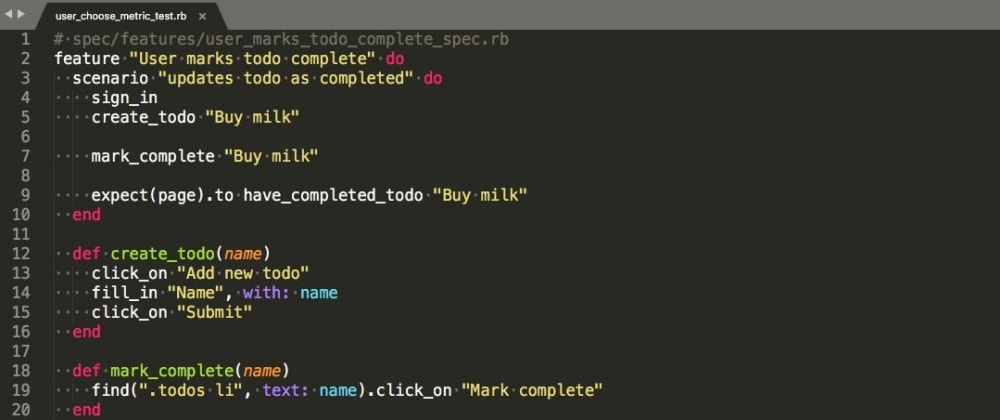 user_choose_metric_test.rb ×
1 # spec/features/user_marks_todo_complete_spec.rb
2 feature "User marks todo complete" do
3 scenario "updates todo as completed" do
4 sign_in
5 create_todo "Buy milk"
6
7 mark_complete "Buy milk"
8
9 expect(page).to have_completed_todo "Buy milk"
10 end
11
12 def create_todo(name)
13 click_on "Add new todo"
14 fill_in "Name", with: name
15 click_on "Submit"
16 end
17
18 def mark_complete(name)
19 find(".todos li", text: name).click_on "Mark complete"
20 end